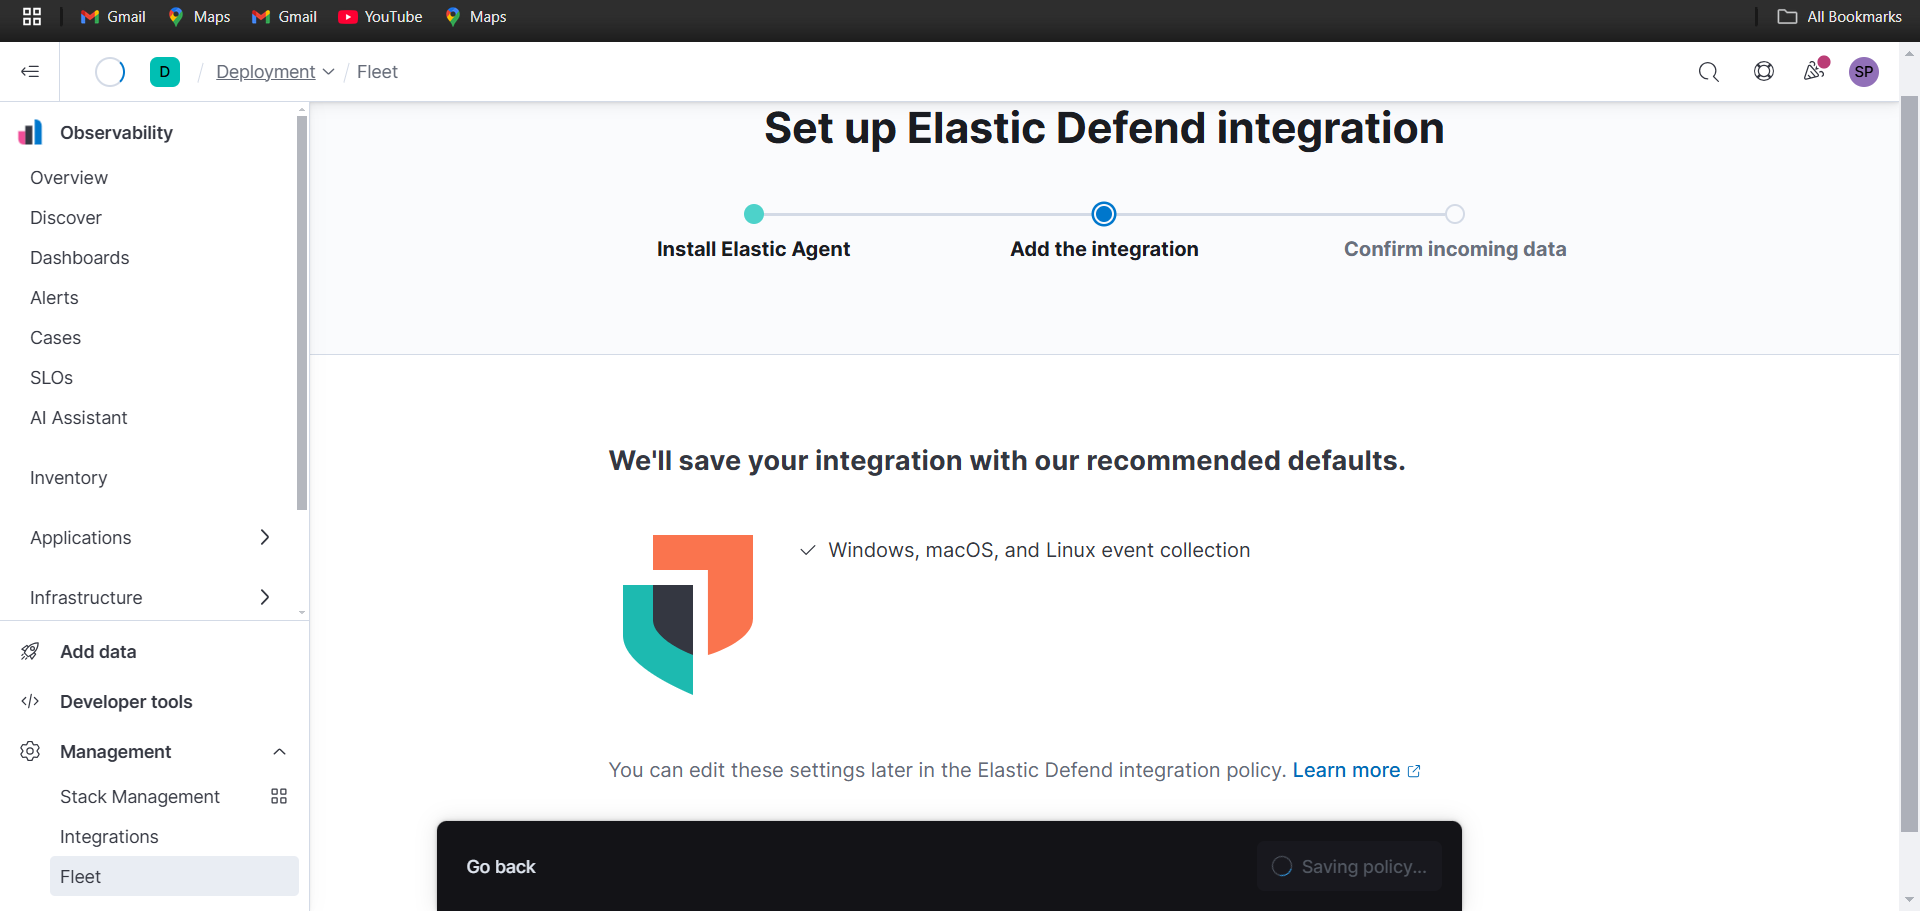 Gmail
Maps
Gmail
YouTube
Maps
All Bookmarks
D / Deployment / Fleet
SP
Observability
Overview
Discover
Dashboards
Alerts
Cases
SLOs
AI Assistant
Inventory
Applications
Infrastructure
Add data
Developer tools
Management
Stack Management
Integrations
Fleet
Set up Elastic Defend integration
Install Elastic Agent
Add the integration
Confirm incoming data
We'll save your integration with our recommended defaults.
Windows, macOS, and Linux event collection
You can edit these settings later in the Elastic Defend integration policy. Learn more
Go back
Saving policy...